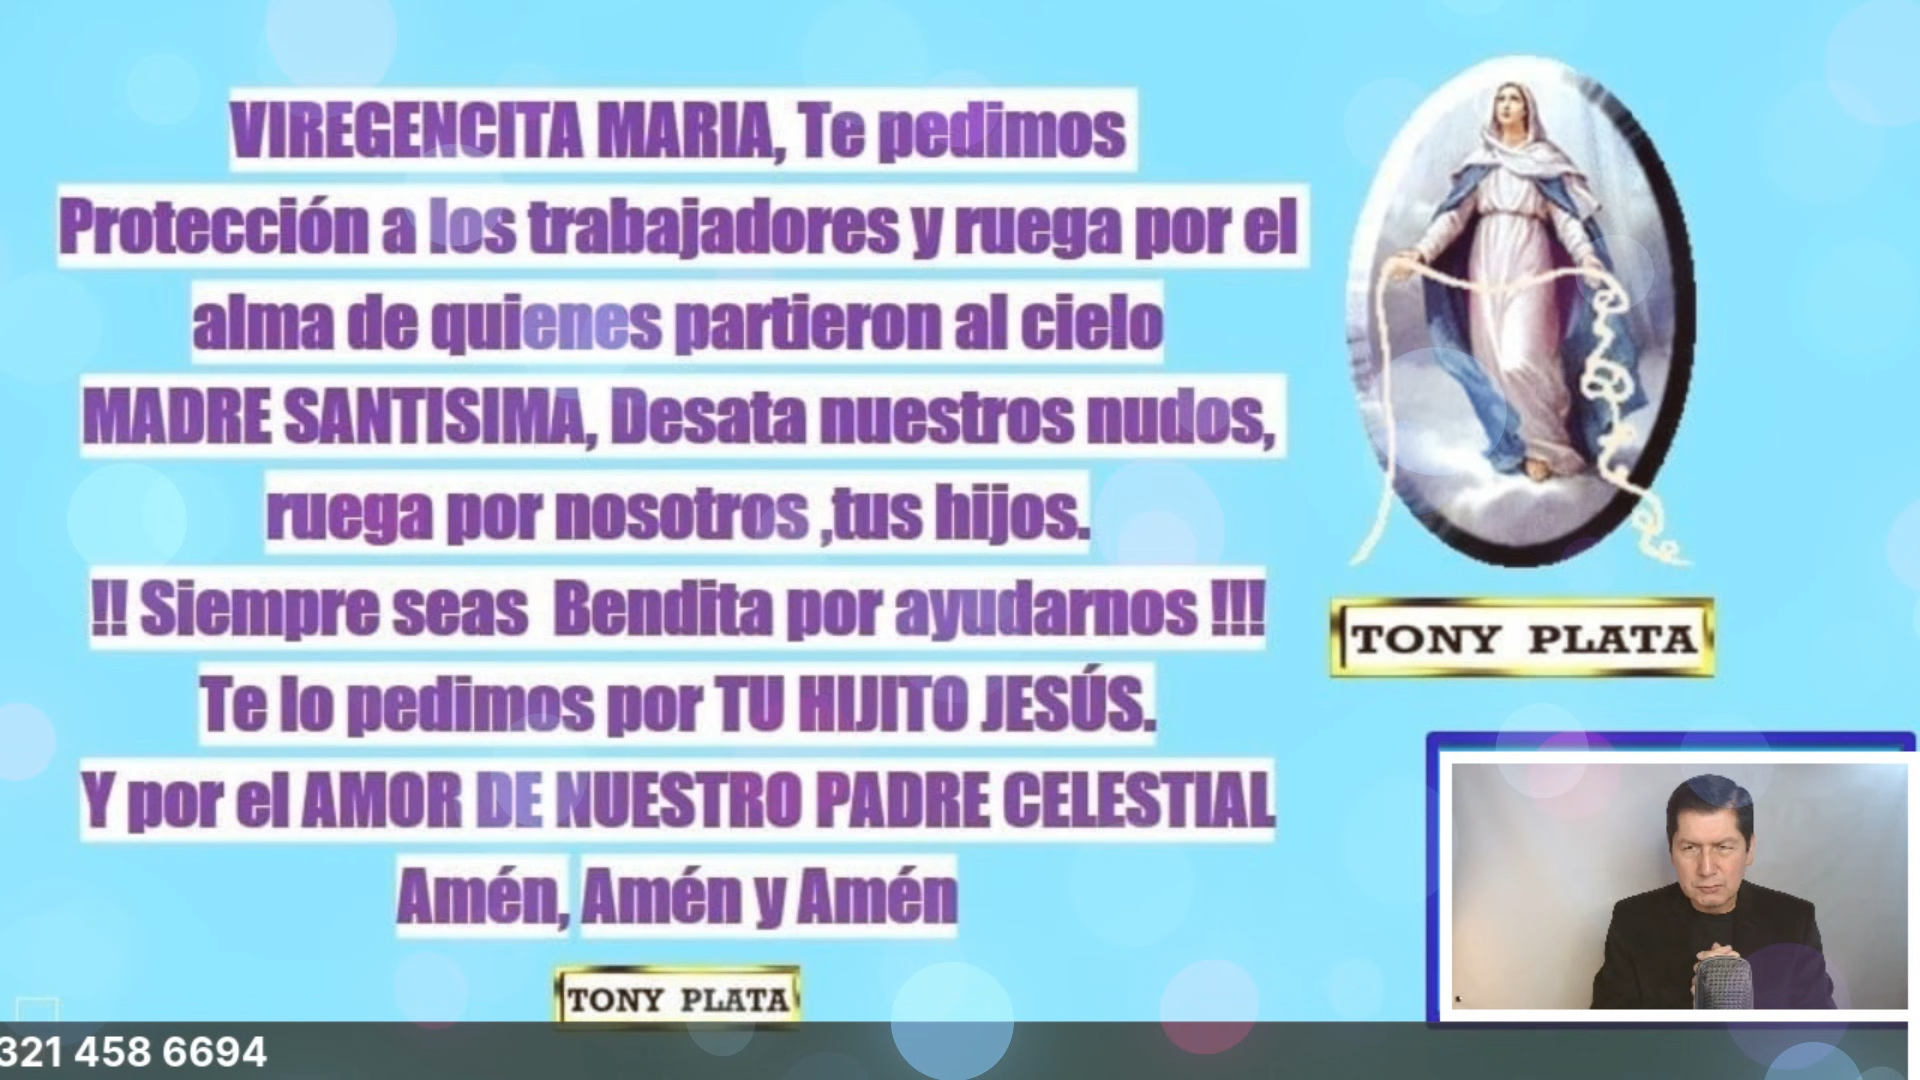 VIREGENCITA MARIA, Te pedimos
Protección a los trabajadores y ruega por el
alma de quienes partieron al cielo
MADRE SANTISIMA, Desata nuestros nudos,
ruega por nosotros ,tus hijos.
!! Siempre seas Bendita por ayudarnos !!!
Te lo pedimos por TU HIJITO JESÚS.
Y por el AMOR DE NUESTRO PADRE CELESTIAL
Amén, Amén y Amén
TONY PLATA
TONY PLATA
321 458 6694